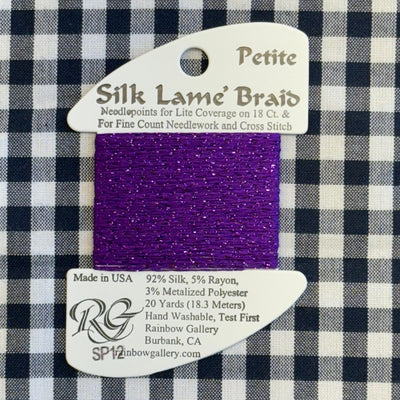 Petite
Silk Lame' Braid
Needlepoints for Lite Coverage on 18 Ct. &
For Fine Count Needlework and Cross Stitch
Made in USA
92% Silk, 5% Rayon,
3% Metalized Polyester
20 Yards (18.3 Meters)
Hand Washable, Test First
Rainbow Gallery
Burbank, CA
rainbowgallery.com
RG
SP12